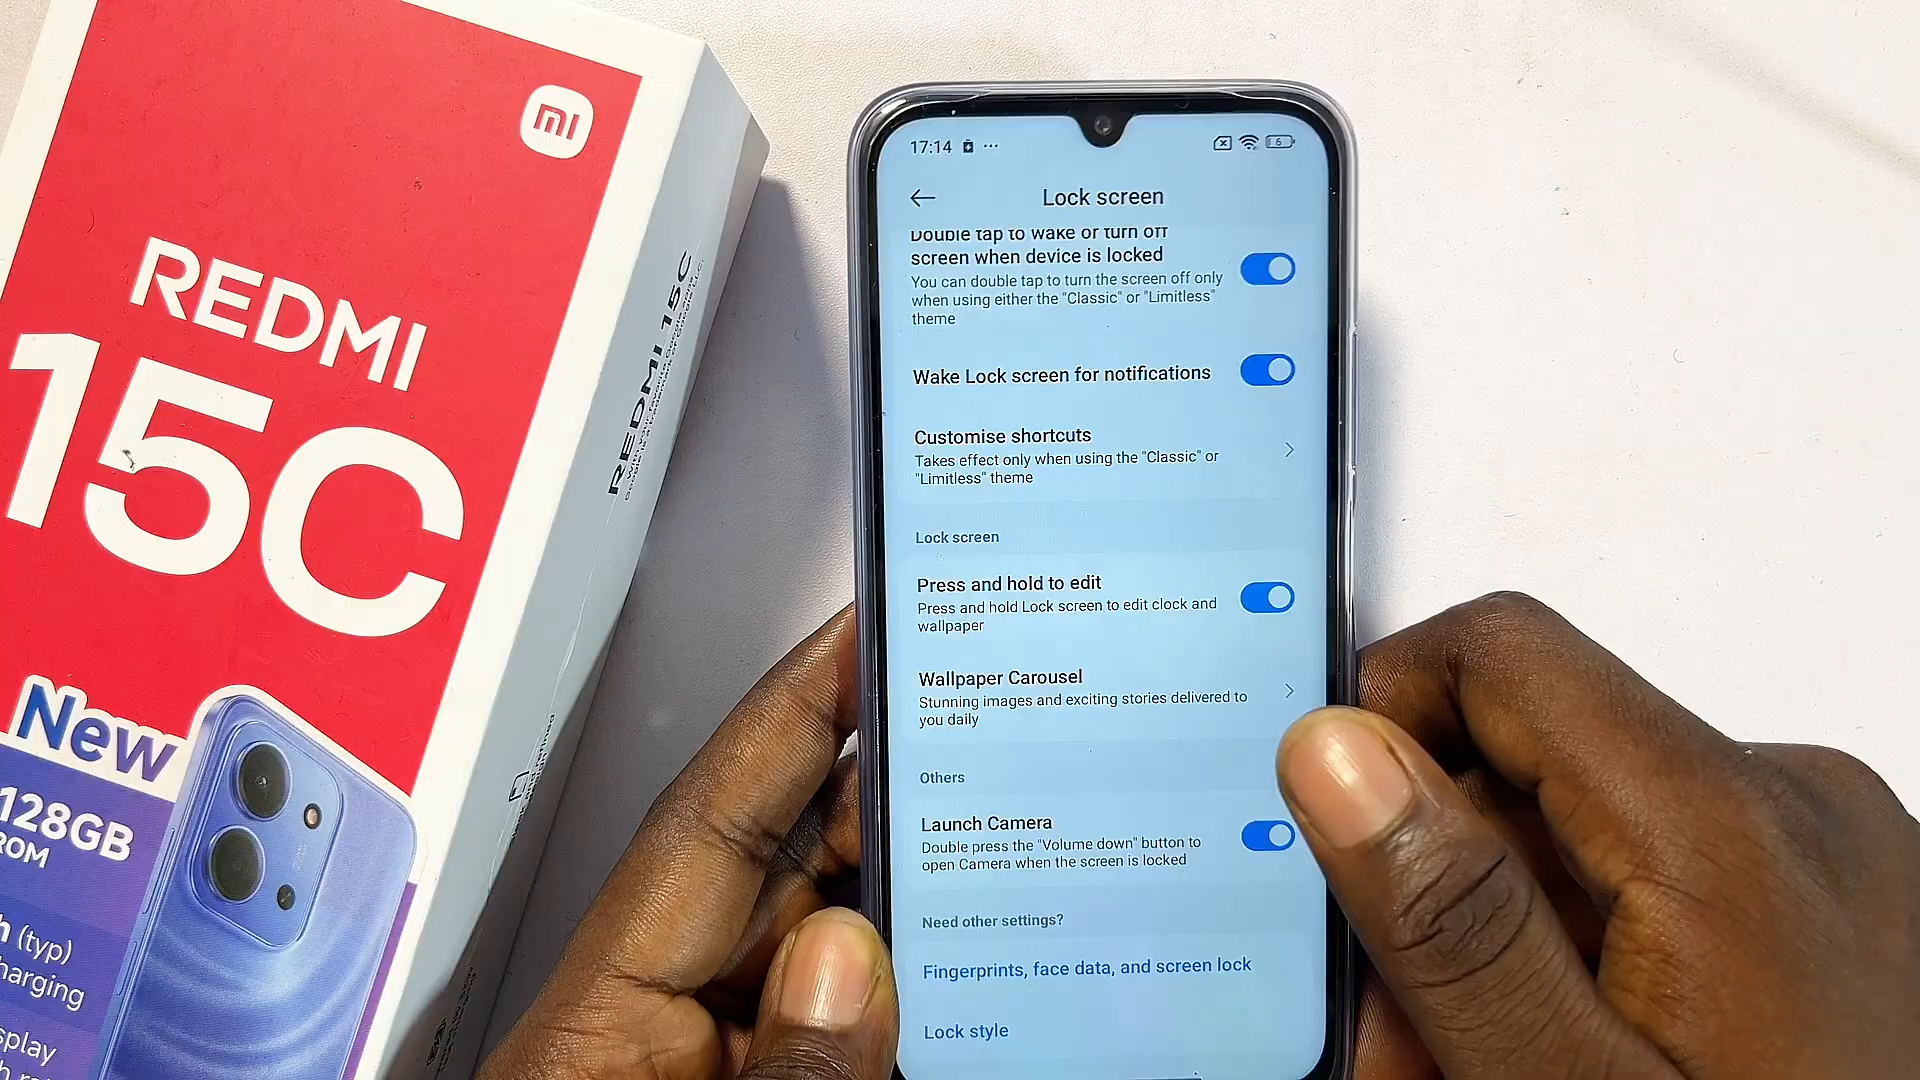 REDMI
15C
New
128GB
ROM
(typ)
harging
splay
REDMI 15C
17:14
6
Lock screen
Double tap to wake or turn off
screen when device is locked
You can double tap to turn the screen off only
when using either the "Classic" or "Limitless"
theme
Wake Lock screen for notifications
Customise shortcuts
Takes effect only when using the "Classic" or
"Limitless" theme
Lock screen
Press and hold to edit
Press and hold Lock screen to edit clock and
wallpaper
Wallpaper Carousel
Stunning images and exciting stories delivered to
you daily
Others
Launch Camera
Double press the "Volume down" button to
open Camera when the screen is locked
Need other settings?
Fingerprints, face data, and screen lock
Lock style